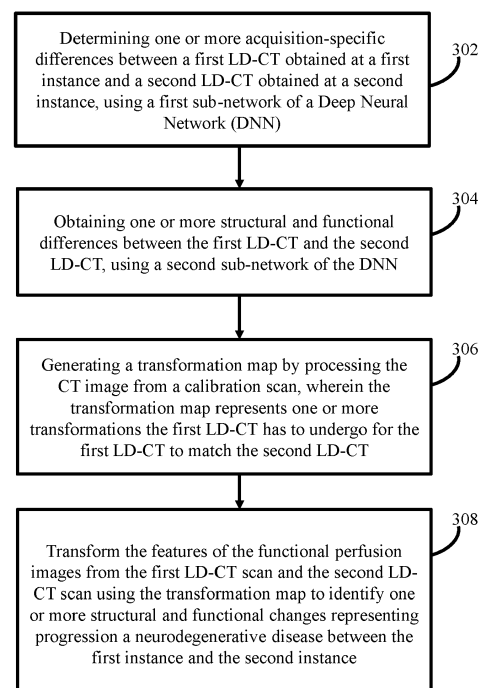 Determining one or more acquisition-specific
differences between a first LD-CT obtained at a first
instance and a second LD-CT obtained at a second
instance, using a first sub-network of a Deep Neural
Network (DNN)
302
Obtaining one or more structural and functional
differences between the first LD-CT and the second
LD-CT, using a second sub-network of the DNN
304
Generating a transformation map by processing the
CT image from a calibration scan, wherein the
transformation map represents one or more
transformations the first LD-CT has to undergo for the
first LD-CT to match the second LD-CT
306
Transform the features of the functional perfusion
images from the first LD-CT scan and the second LD-
CT scan using the transformation map to identify one
or more structural and functional changes representing
progression a neurodegenerative disease between the
first instance and the second instance
308